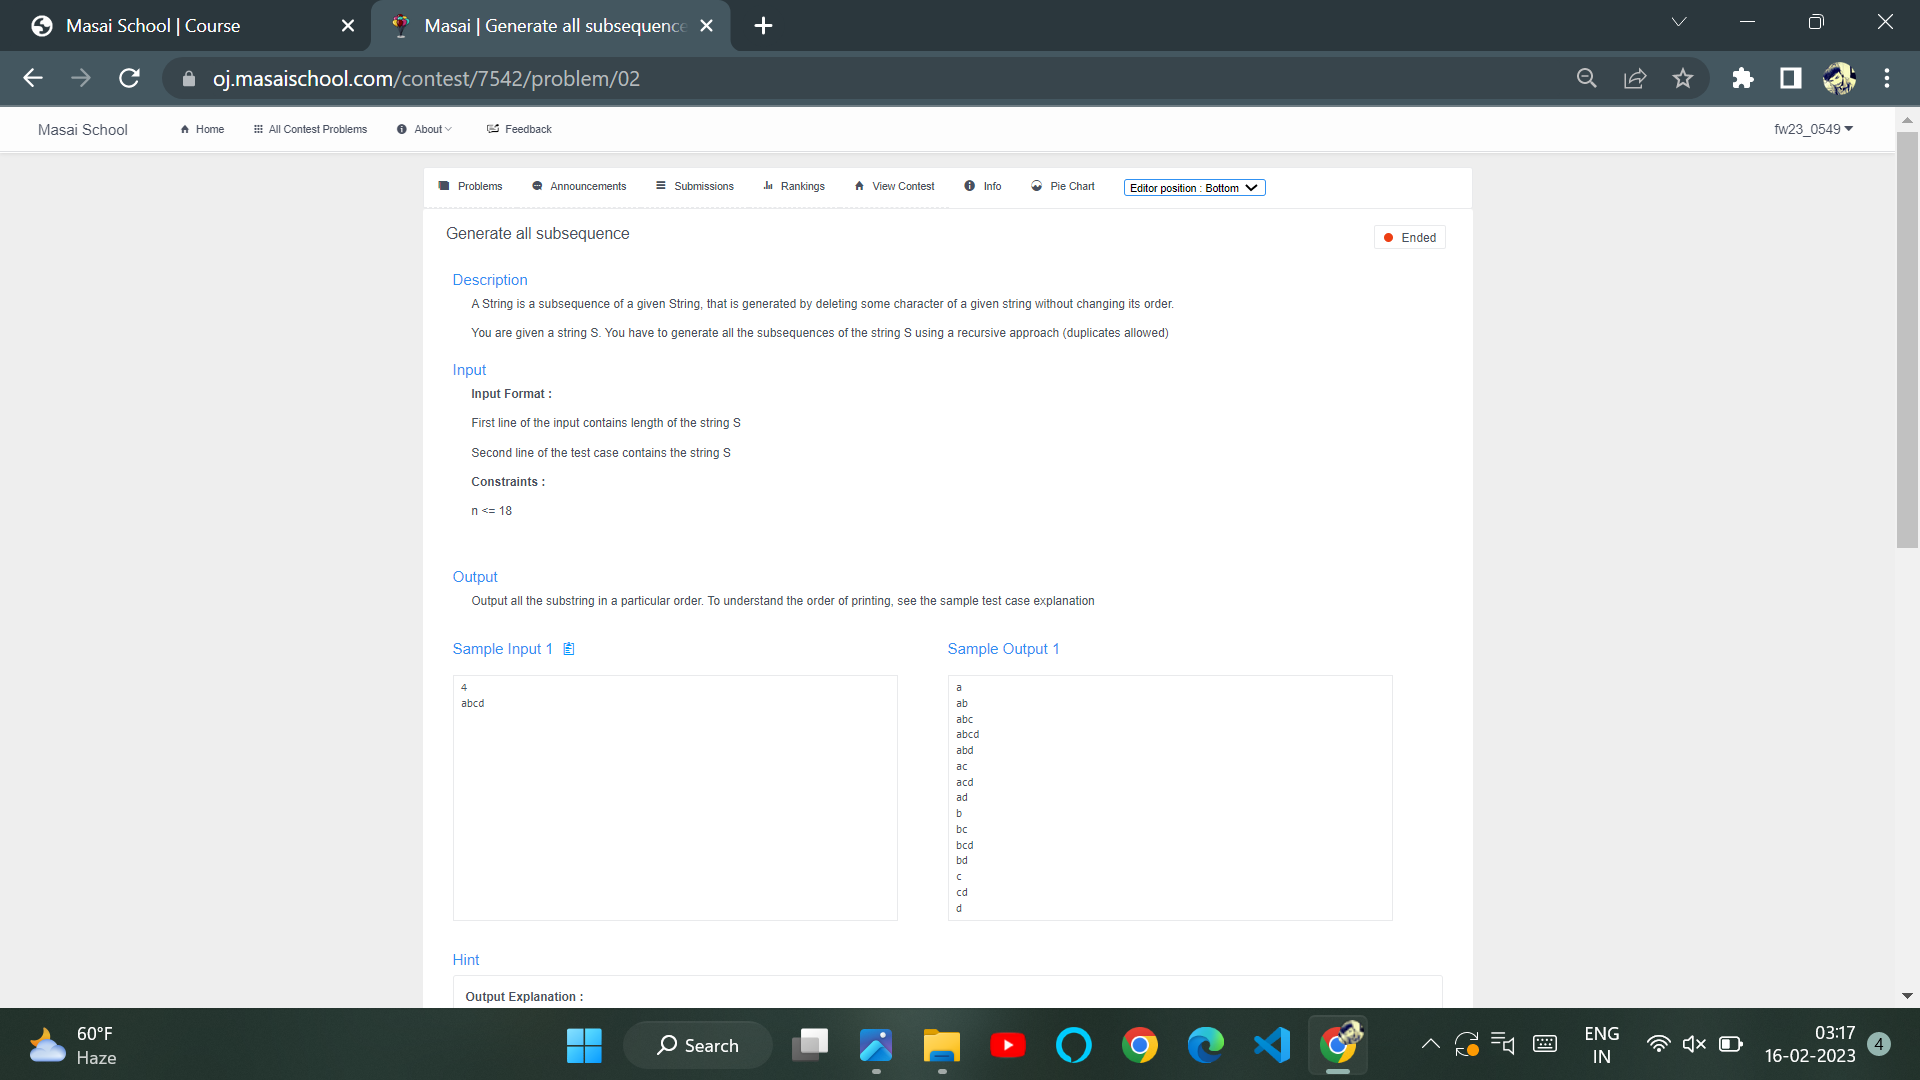 Masai School | Course
Masai | Generate all subsequence
oj.masaischool.com/contest/7542/problem/02
Masai School
Home
All Contest Problems
About
Feedback
fw23_0549
Problems
Announcements
Submissions
Rankings
View Contest
Info
Pie Chart
Editor position : Bottom
Generate all subsequence
Ended
Description
A String is a subsequence of a given String, that is generated by deleting some character of a given string without changing its order.
You are given a string S. You have to generate all the subsequences of the string S using a recursive approach (duplicates allowed)
Input
Input Format :
First line of the input contains length of the string S
Second line of the test case contains the string S
Constraints :
n <= 18
Output
Output all the substring in a particular order. To understand the order of printing, see the sample test case explanation
Sample Input 1
4
abcd
Sample Output 1
a
ab
abc
abcd
abd
ac
acd
ad
b
bc
bcd
bd
c
cd
d
Hint
Output Explanation :
60°F
Haze
Search
ENG
IN
03:17
16-02-2023
4